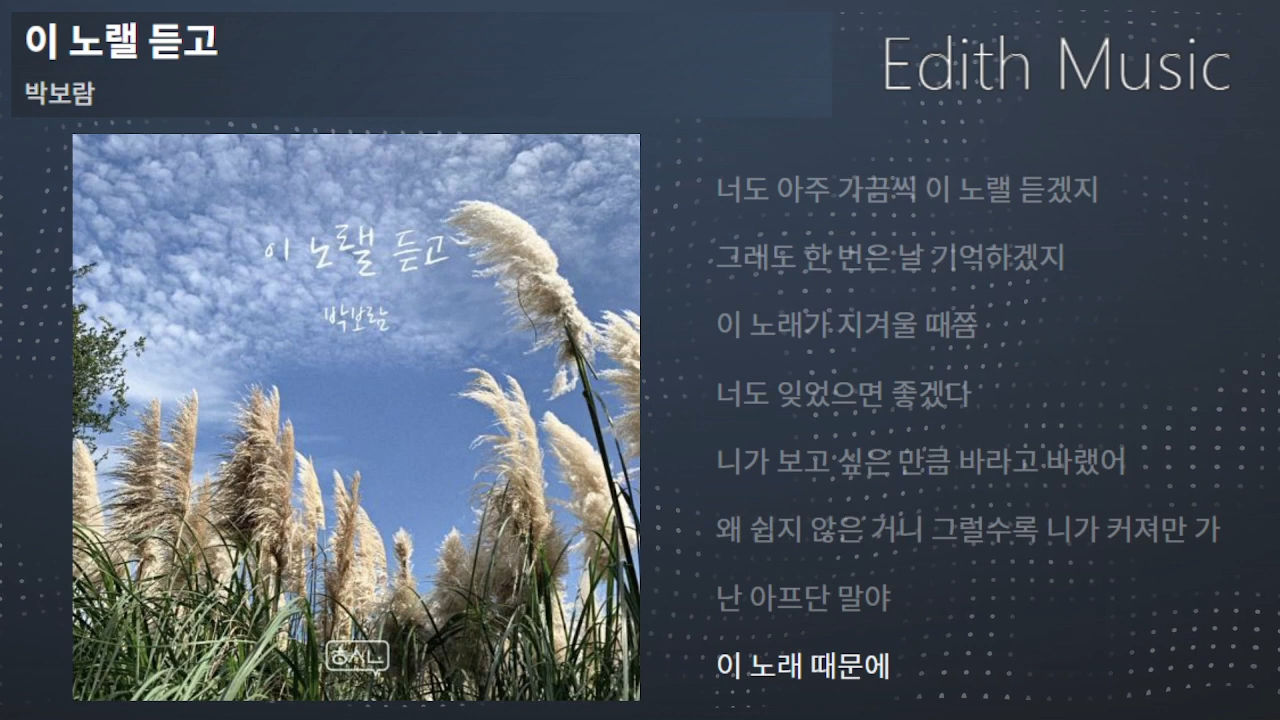 이 노랠 듣고
박보람
Edith Music
이 노랠 듣고
박보람
너도 아주 가끔씩 이 노랠 듣겠지
그래도 한 번은 날 기억하겠지
이 노래가 지겨울 때쯤
너도 잊었으면 좋겠다
니가 보고 싶은 만큼 바라고 바랬어
왜 쉽지 않은 거니 그럴수록 니가 커져만 가
난 아프단 말야
이 노래 때문에